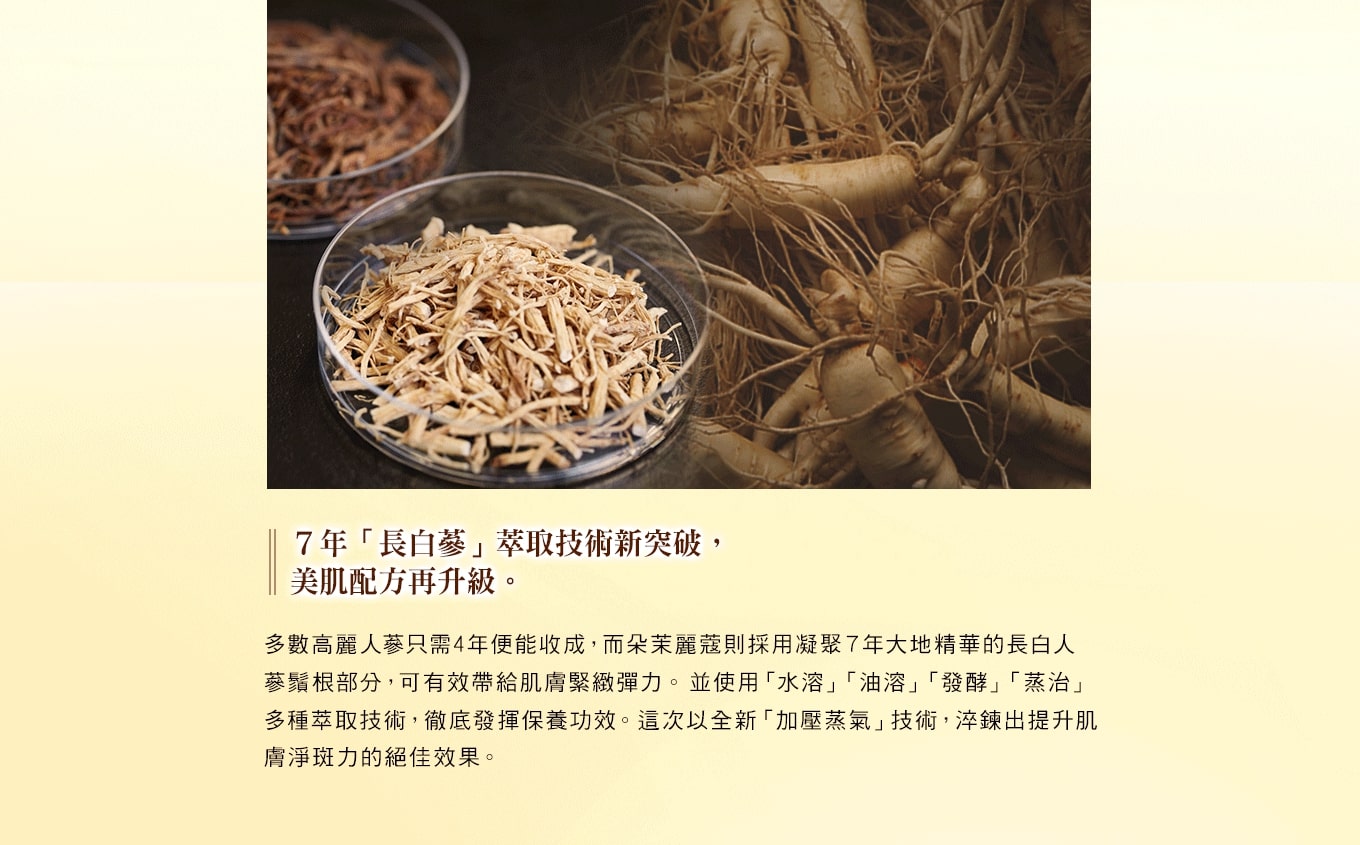 ７年「長白蔘」萃取技術新突破，
美肌配方再升級。
多數高麗人蔘只需4年便能收成，而朵茉麗蔻則採用凝聚７年大地精華的長白人
蔘鬚根部分，可有效帶給肌膚緊緻彈力。並使用「水溶」「油溶」「發酵」「蒸治」
多種萃取技術，徹底發揮保養功效。這次以全新「加壓蒸氣」技術，淬鍊出提升肌
膚淨斑力的絕佳效果。